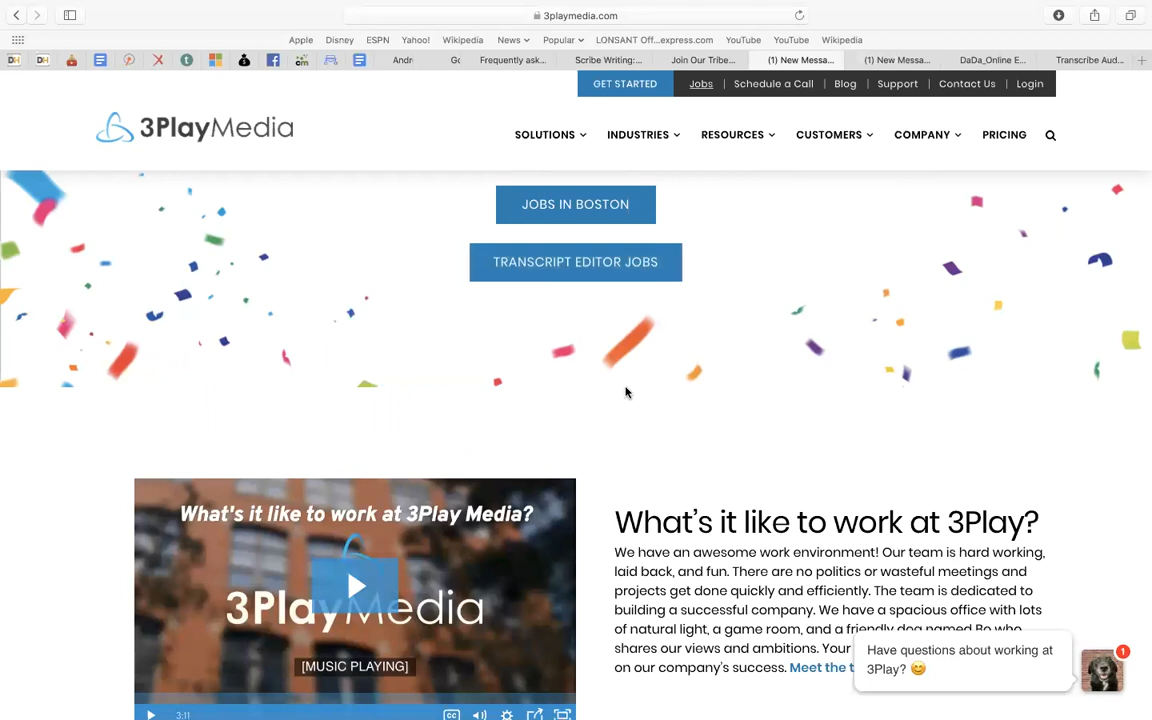 3playmedia.com
Apple Disney ESPN Yahoo! Wikipedia News Popular LONSANT Off...express.com YouTube YouTube Wikipedia
DH DH X t f cm Andr Go Frequently ask... Scribe Writing:... Join Our Tribe... (1) New Messa... (1) New Messa... DaDa_Online E... Transcribe Aud...
GET STARTED Jobs | Schedule a Call | Blog | Support | Contact Us | Login
3PlayMedia SOLUTIONS INDUSTRIES RESOURCES CUSTOMERS COMPANY PRICING
JOBS IN BOSTON
TRANSCRIPT EDITOR JOBS
What's it like to work at 3Play Media?
3PlayMedia
[MUSIC PLAYING]
3:11 CC
What's it like to work at 3Play?
We have an awesome work environment! Our team is hard working,
laid back, and fun. There are no politics or wasteful meetings and
projects get done quickly and efficiently. The team is dedicated to
building a successful company. We have a spacious office with lots
of natural light, a game room, and a friendly dog named Bo who
shares our views and ambitions. Your
on our company's success. Meet the t
Have questions about working at
3Play? 😊
1